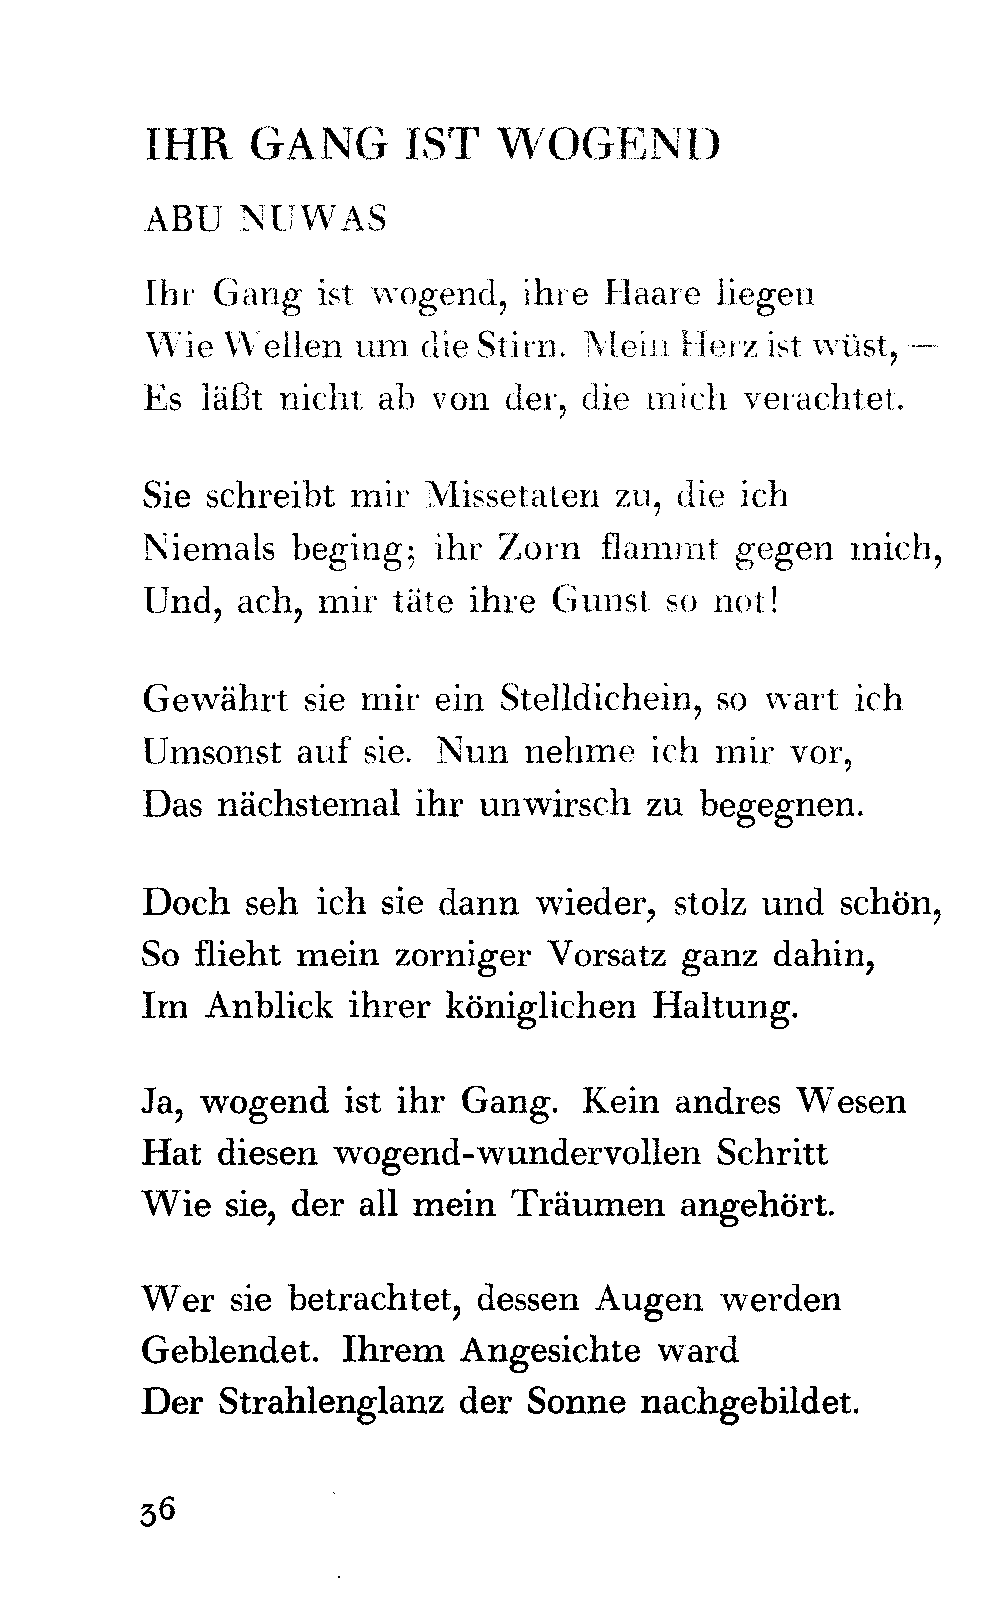 IHR GANG IST WOGEND
ABU NUWAS
Ihr Gang ist wogend, ihre Haare liegen
Wie Wellen um die Stirn. Mein Herz ist wüst, —
Es läßt nicht ab von der, die mich verachtet.
Sie schreibt mir Missetaten zu, die ich
Niemals beging; ihr Zorn flammt gegen mich,
Und, ach, mir täte ihre Gunst so not!
Gewährt sie mir ein Stelldichein, so wart ich
Umsonst auf sie. Nun nehme ich mir vor,
Das nächstemal ihr unwirsch zu begegnen.
Doch seh ich sie dann wieder, stolz und schön,
So flieht mein zorniger Vorsatz ganz dahin,
Im Anblick ihrer königlichen Haltung.
Ja, wogend ist ihr Gang. Kein andres Wesen
Hat diesen wogend-wundervollen Schritt
Wie sie, der all mein Träumen angehört.
Wer sie betrachtet, dessen Augen werden
Geblendet. Ihrem Angesichte ward
Der Strahlenglanz der Sonne nachgebildet.
36